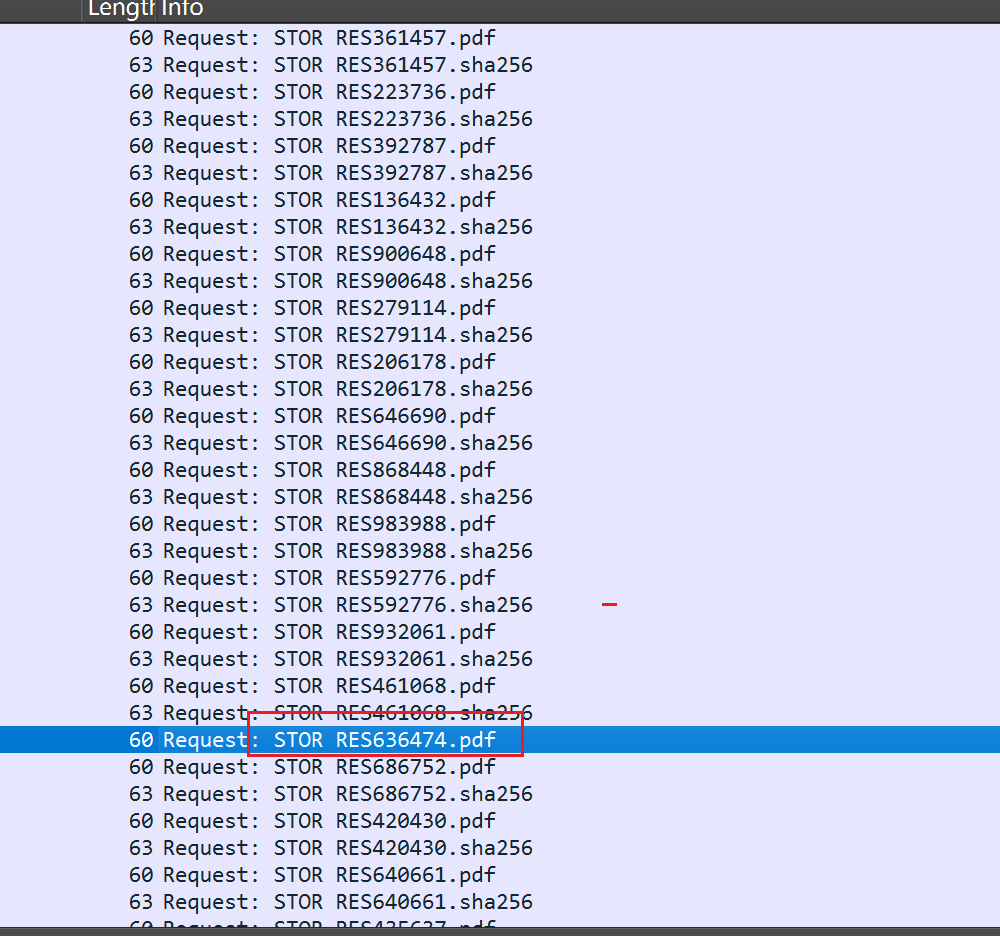 Length Info
60 Request: STOR RES361457.pdf
63 Request: STOR RES361457.sha256
60 Request: STOR RES223736.pdf
63 Request: STOR RES223736.sha256
60 Request: STOR RES392787.pdf
63 Request: STOR RES392787.sha256
60 Request: STOR RES136432.pdf
63 Request: STOR RES136432.sha256
60 Request: STOR RES900648.pdf
63 Request: STOR RES900648.sha256
60 Request: STOR RES279114.pdf
63 Request: STOR RES279114.sha256
60 Request: STOR RES206178.pdf
63 Request: STOR RES206178.sha256
60 Request: STOR RES646690.pdf
63 Request: STOR RES646690.sha256
60 Request: STOR RES868448.pdf
63 Request: STOR RES868448.sha256
60 Request: STOR RES983988.pdf
63 Request: STOR RES983988.sha256
60 Request: STOR RES592776.pdf
63 Request: STOR RES592776.sha256
60 Request: STOR RES932061.pdf
63 Request: STOR RES932061.sha256
60 Request: STOR RES461068.pdf
63 Request: STOR RES461068.sha256
60 Request: STOR RES636474.pdf
60 Request: STOR RES686752.pdf
63 Request: STOR RES686752.sha256
60 Request: STOR RES420430.pdf
63 Request: STOR RES420430.sha256
60 Request: STOR RES640661.pdf
63 Request: STOR RES640661.sha256
60 Request: STOR